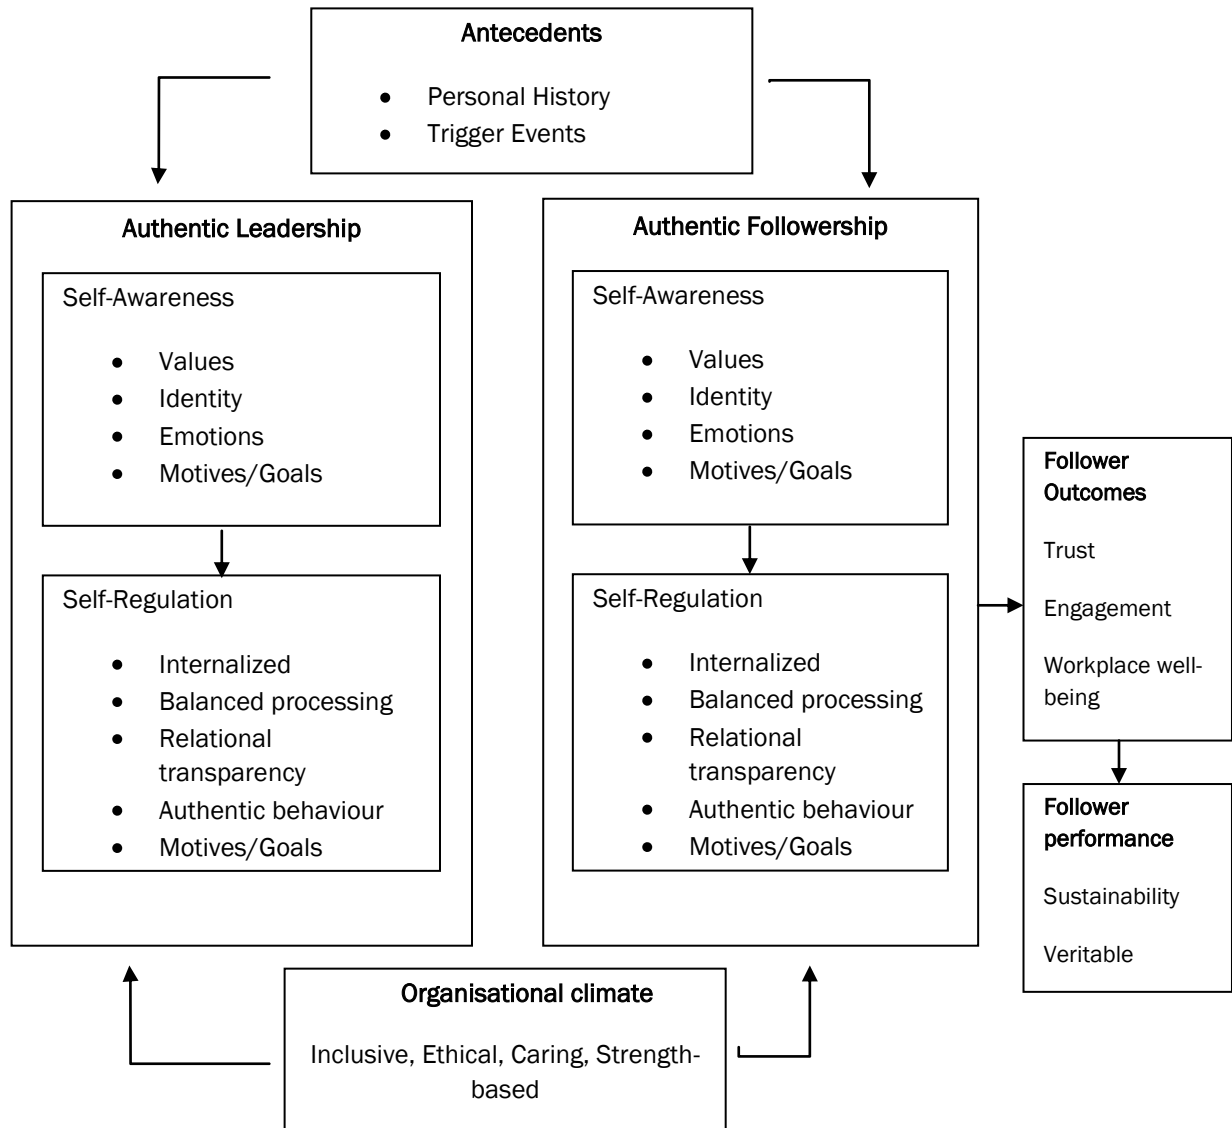 Antecedents
• Personal History
• Trigger Events
Authentic Leadership
Self-Awareness
• Values
• Identity
• Emotions
• Motives/Goals
Self-Regulation
• Internalized
• Balanced processing
• Relational
transparency
• Authentic behaviour
• Motives/Goals
Authentic Followership
Self-Awareness
• Values
• Identity
• Emotions
• Motives/Goals
Self-Regulation
• Internalized
• Balanced processing
• Relational
transparency
• Authentic behaviour
• Motives/Goals
Follower
Outcomes
Trust
Engagement
Workplace well-
being
Follower
performance
Sustainability
Veritable
Organisational climate
Inclusive, Ethical, Caring, Strength-
based